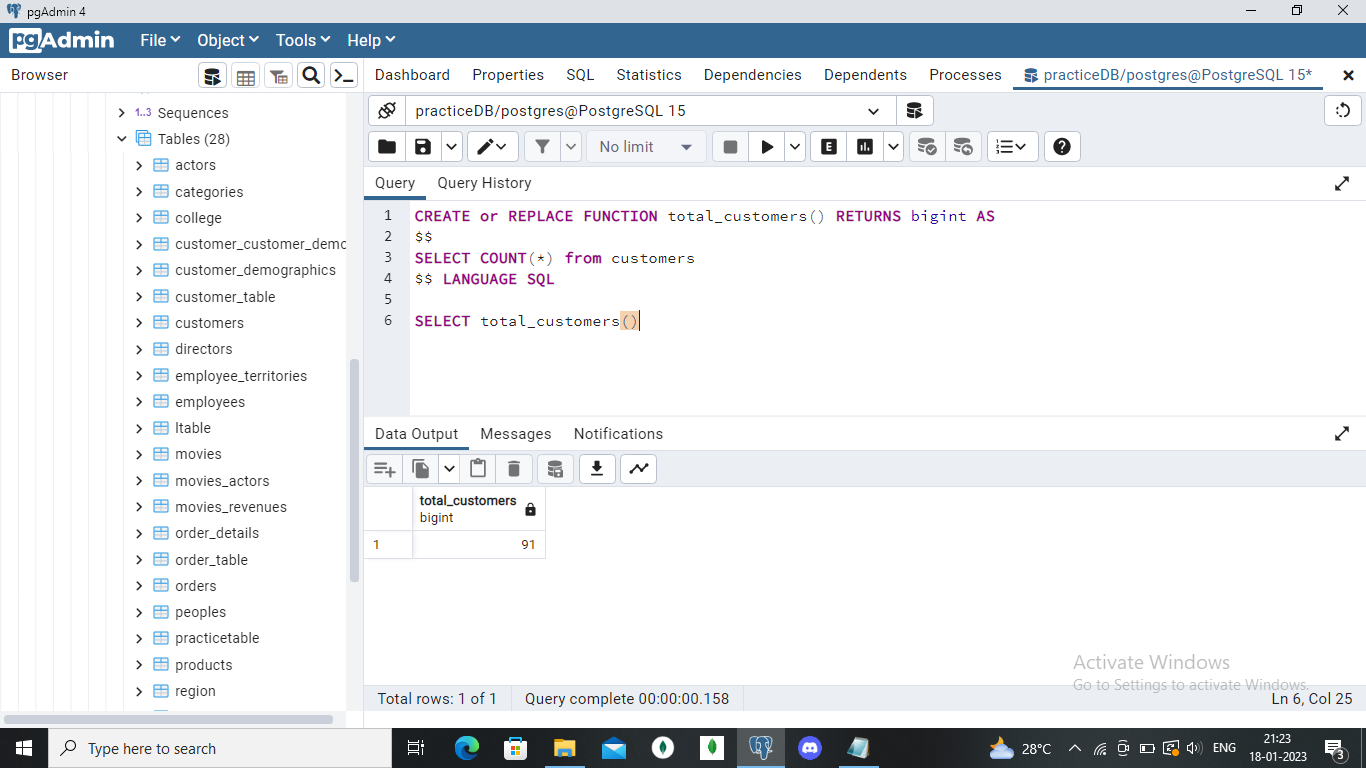 pgAdmin 4
pgAdmin File Object Tools Help
Browser
Dashboard Properties SQL Statistics Dependencies Dependents Processes practiceDB/postgres@PostgreSQL 15*
practiceDB/postgres@PostgreSQL 15
No limit
E
Query Query History
1..3 Sequences
Tables (28)
actors
categories
college
customer_customer_demo
customer_demographics
customer_table
customers
directors
employee_territories
employees
ltable
movies
movies_actors
movies_revenues
order_details
order_table
orders
peoples
practicetable
products
region
1 CREATE or REPLACE FUNCTION total_customers() RETURNS bigint AS
2 $$
3 SELECT COUNT(*) from customers
4 $$ LANGUAGE SQL
5
6 SELECT total_customers()
Data Output Messages Notifications
total_customers
bigint
1 91
Activate Windows
Go to Settings to activate Windows.
Total rows: 1 of 1 Query complete 00:00:00.158 Ln 6, Col 25
Type here to search
28°C ENG
21:23
18-01-2023
3